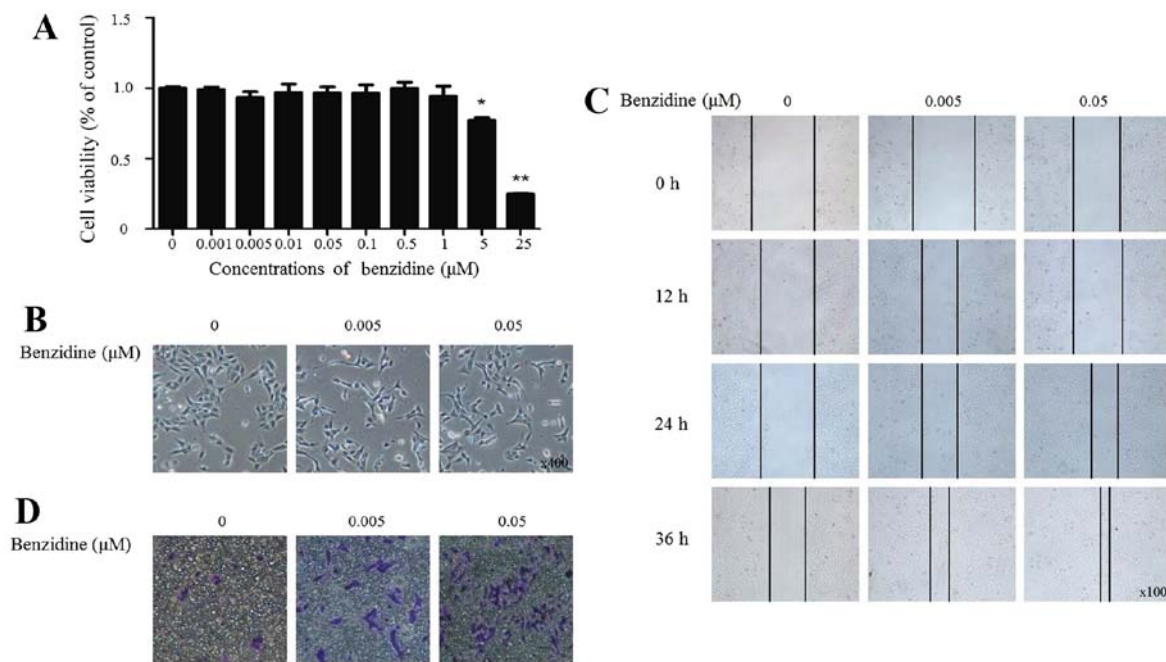 A
Cell viability (% of control)
1.5
1.0
0.5
0
*
**
0 0.001 0.005 0.01 0.05 0.1 0.5 1 5 25
Concentrations of benzidine (μM)
B
0 0.005 0.05
Benzidine (μM)
x400
D
0 0.005 0.05
Benzidine (μM)
C
Benzidine (μM) 0 0.005 0.05
0 h
12 h
24 h
36 h
x100